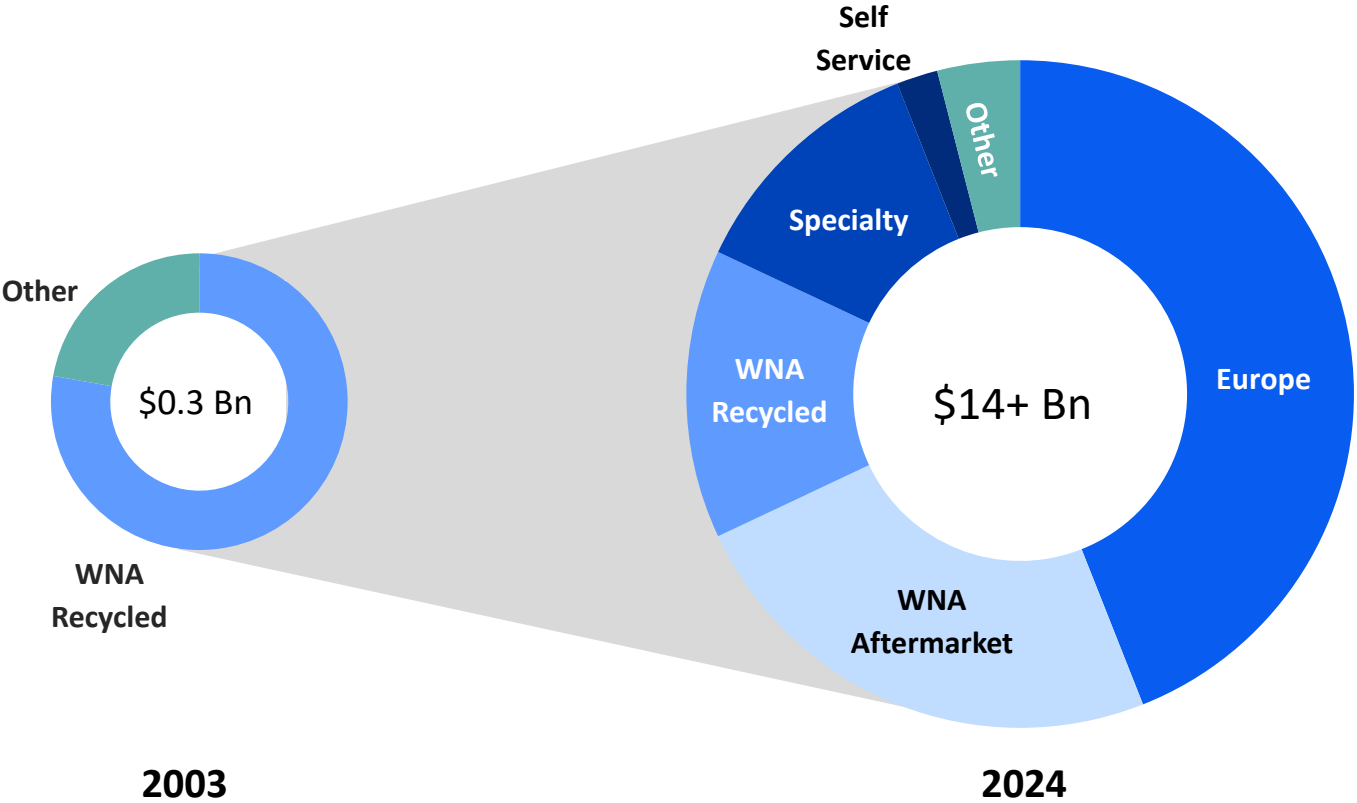 Other
$0.3 Bn
WNA
Recycled
2003
Self
Service
Other
Specialty
WNA
Recycled
Europe
$14+ Bn
WNA
Aftermarket
2024